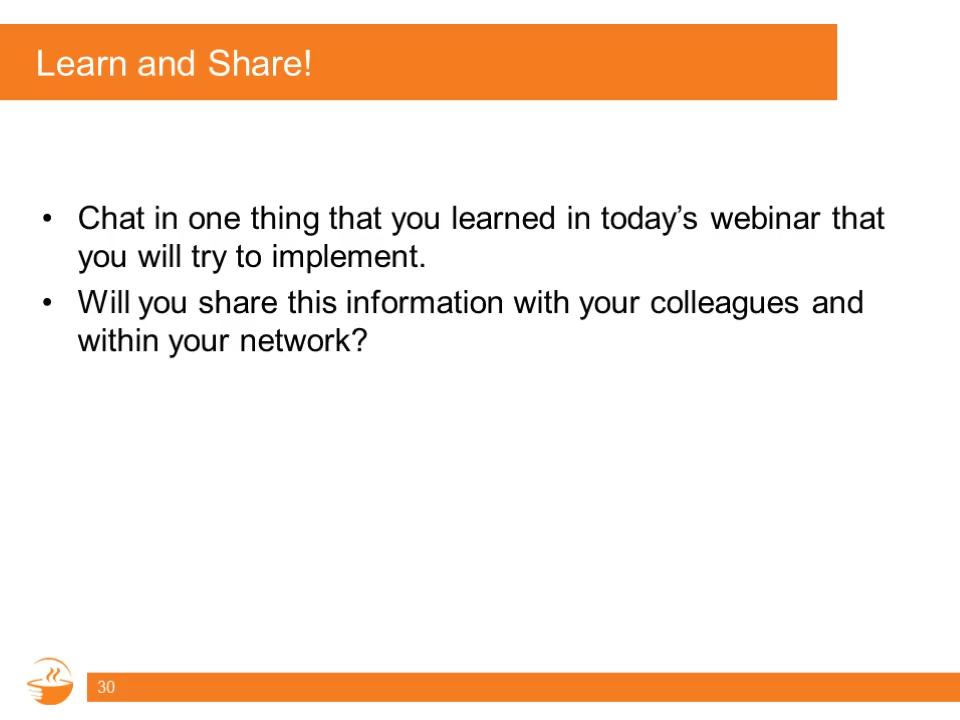 Learn and Share!
• Chat in one thing that you learned in today’s webinar that
you will try to implement.
• Will you share this information with your colleagues and
within your network?
30